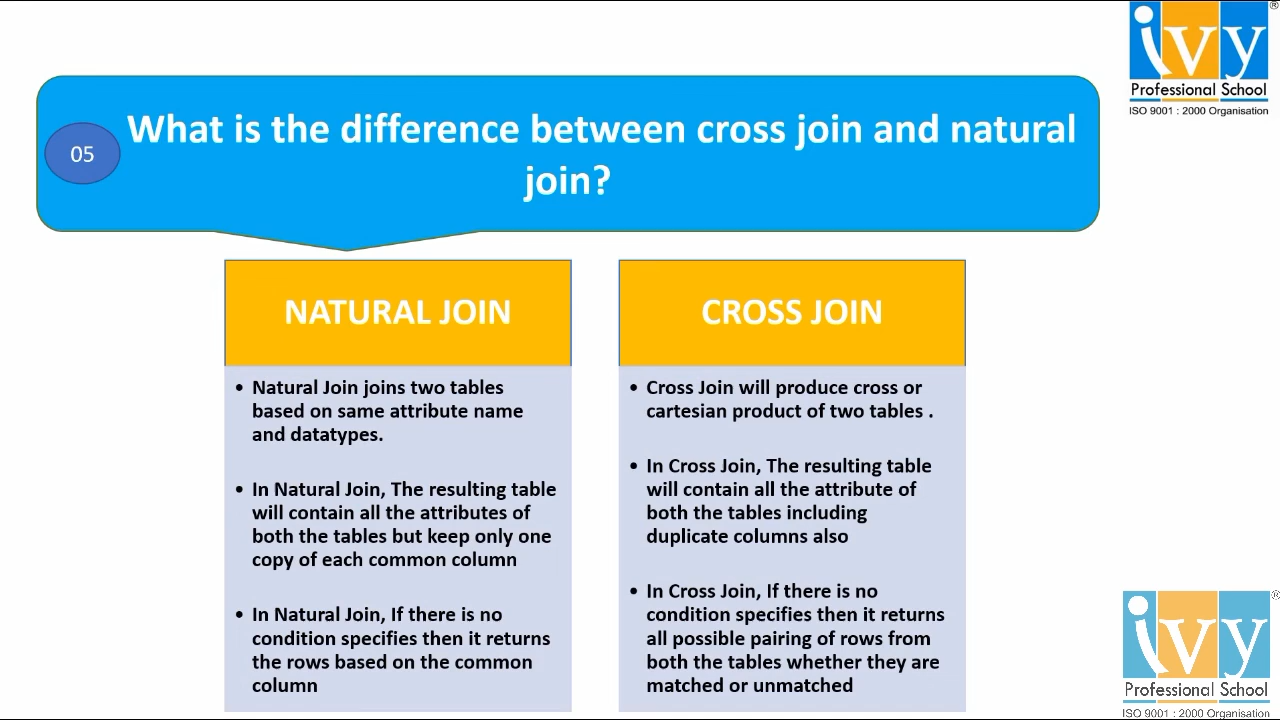 ivy
®
Professional School
ISO 9001 : 2000 Organisation
05
What is the difference between cross join and natural
join?
NATURAL JOIN
• Natural Join joins two tables
based on same attribute name
and datatypes.
• In Natural Join, The resulting table
will contain all the attributes of
both the tables but keep only one
copy of each common column
• In Natural Join, If there is no
condition specifies then it returns
the rows based on the common
column
CROSS JOIN
• Cross Join will produce cross or
cartesian product of two tables .
• In Cross Join, The resulting table
will contain all the attribute of
both the tables including
duplicate columns also
• In Cross Join, If there is no
condition specifies then it returns
all possible pairing of rows from
both the tables whether they are
matched or unmatched
ivy
®
Professional School
ISO 9001 : 2000 Organisation